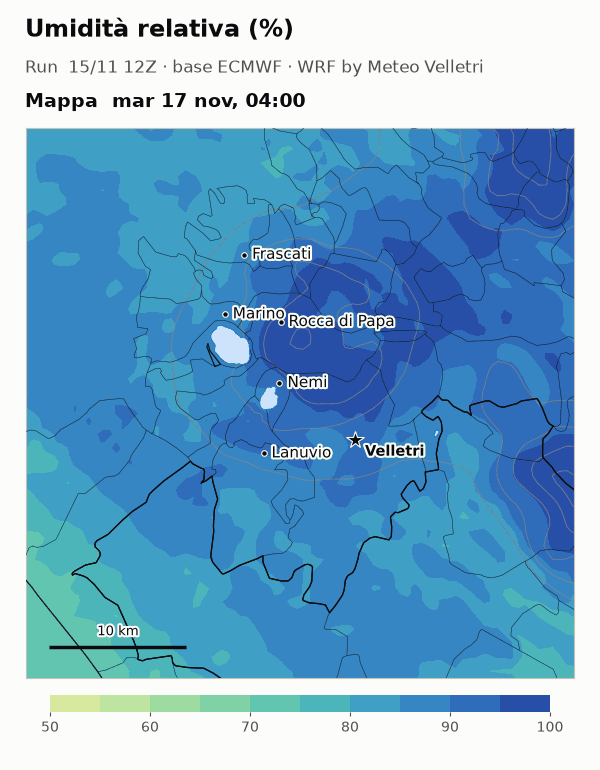 Umidità relativa (%)
Run  15/11 12Z · base ECMWF · WRF by Meteo Velletri
Mappa  mar 17 nov, 04:00
Frascati
Marino
Rocca di Papa
Nemi
Velletri
Lanuvio
10 km
50 60 70 80 90 100